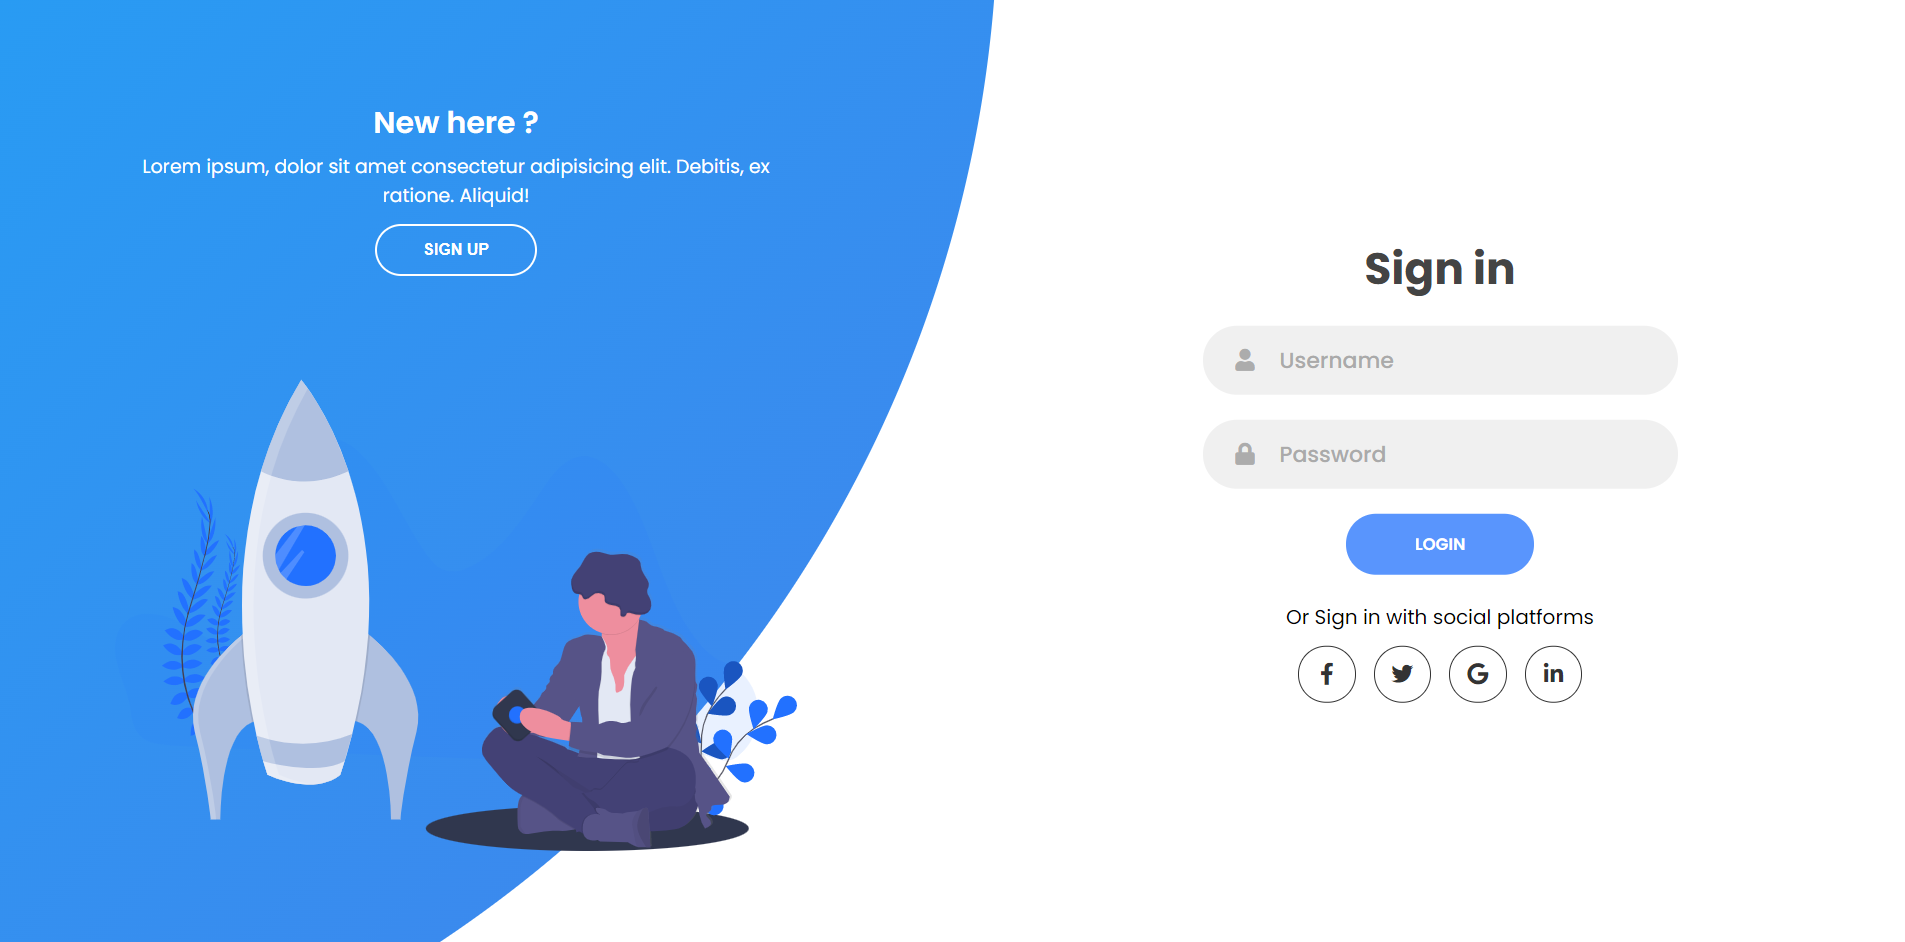 New here ?
Lorem ipsum, dolor sit amet consectetur adipisicing elit. Debitis, ex
ratione. Aliquid!
SIGN UP
Sign in
Username
Password
LOGIN
Or Sign in with social platforms